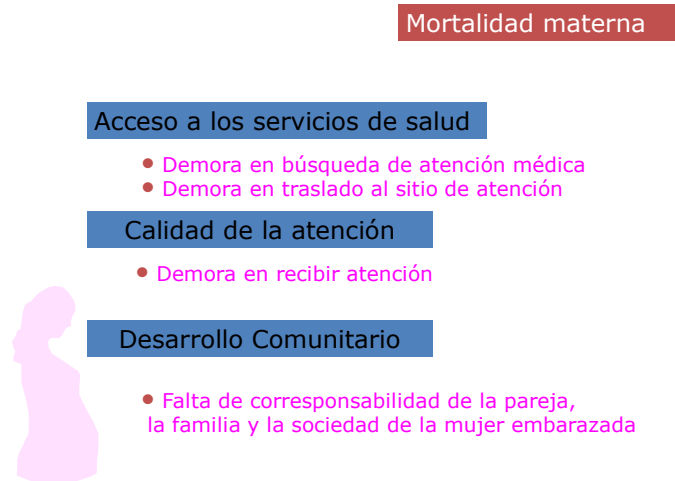 Mortalidad materna
Acceso a los servicios de salud
• Demora en búsqueda de atención médica
• Demora en traslado al sitio de atención
Calidad de la atención
• Demora en recibir atención
Desarrollo Comunitario
• Falta de corresponsabilidad de la pareja,
la familia y la sociedad de la mujer embarazada